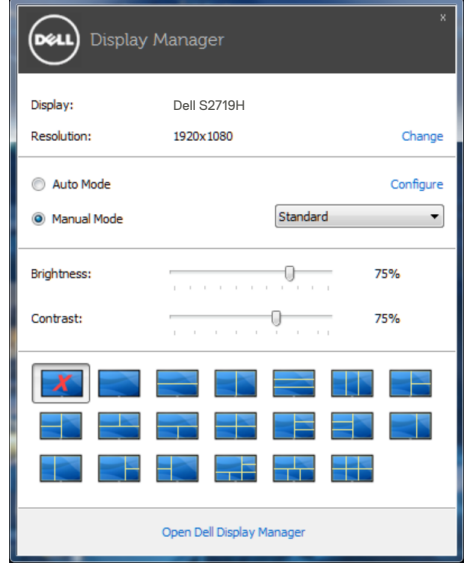 DELL Display Manager x
Display: Dell S2719H
Resolution: 1920x1080 Change
Auto Mode Configure
Manual Mode Standard
Brightness: 75%
Contrast: 75%
Open Dell Display Manager